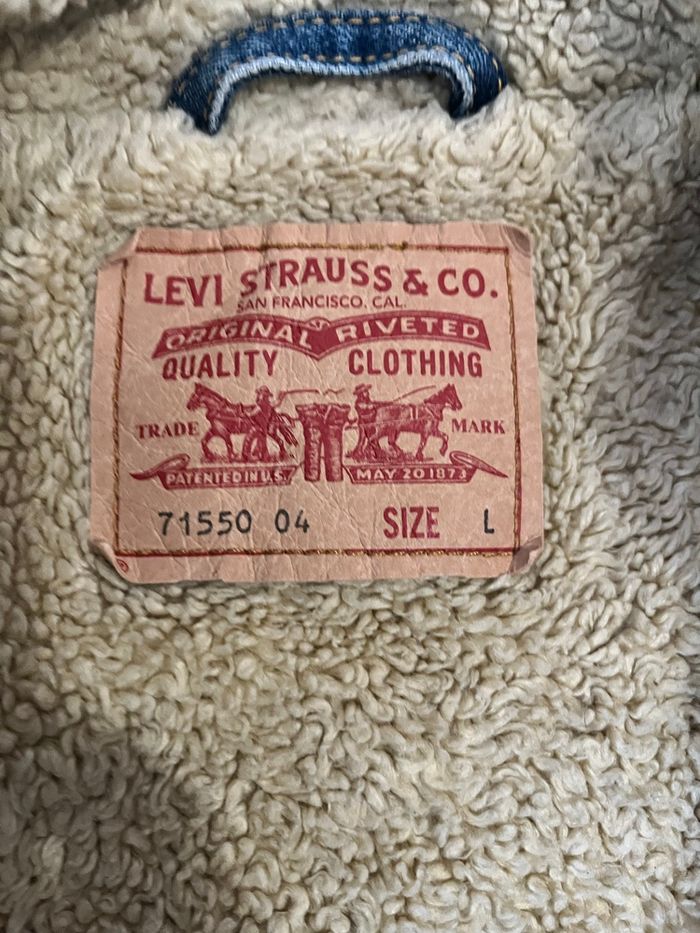 LEVI STRAUSS & CO.
SAN FRANCISCO, CAL.
ORIGINAL RIVETED
QUALITY CLOTHING
TRADE MARK
PATENTED IN U.S. MAY 20 1873
71550 04 SIZE L
®